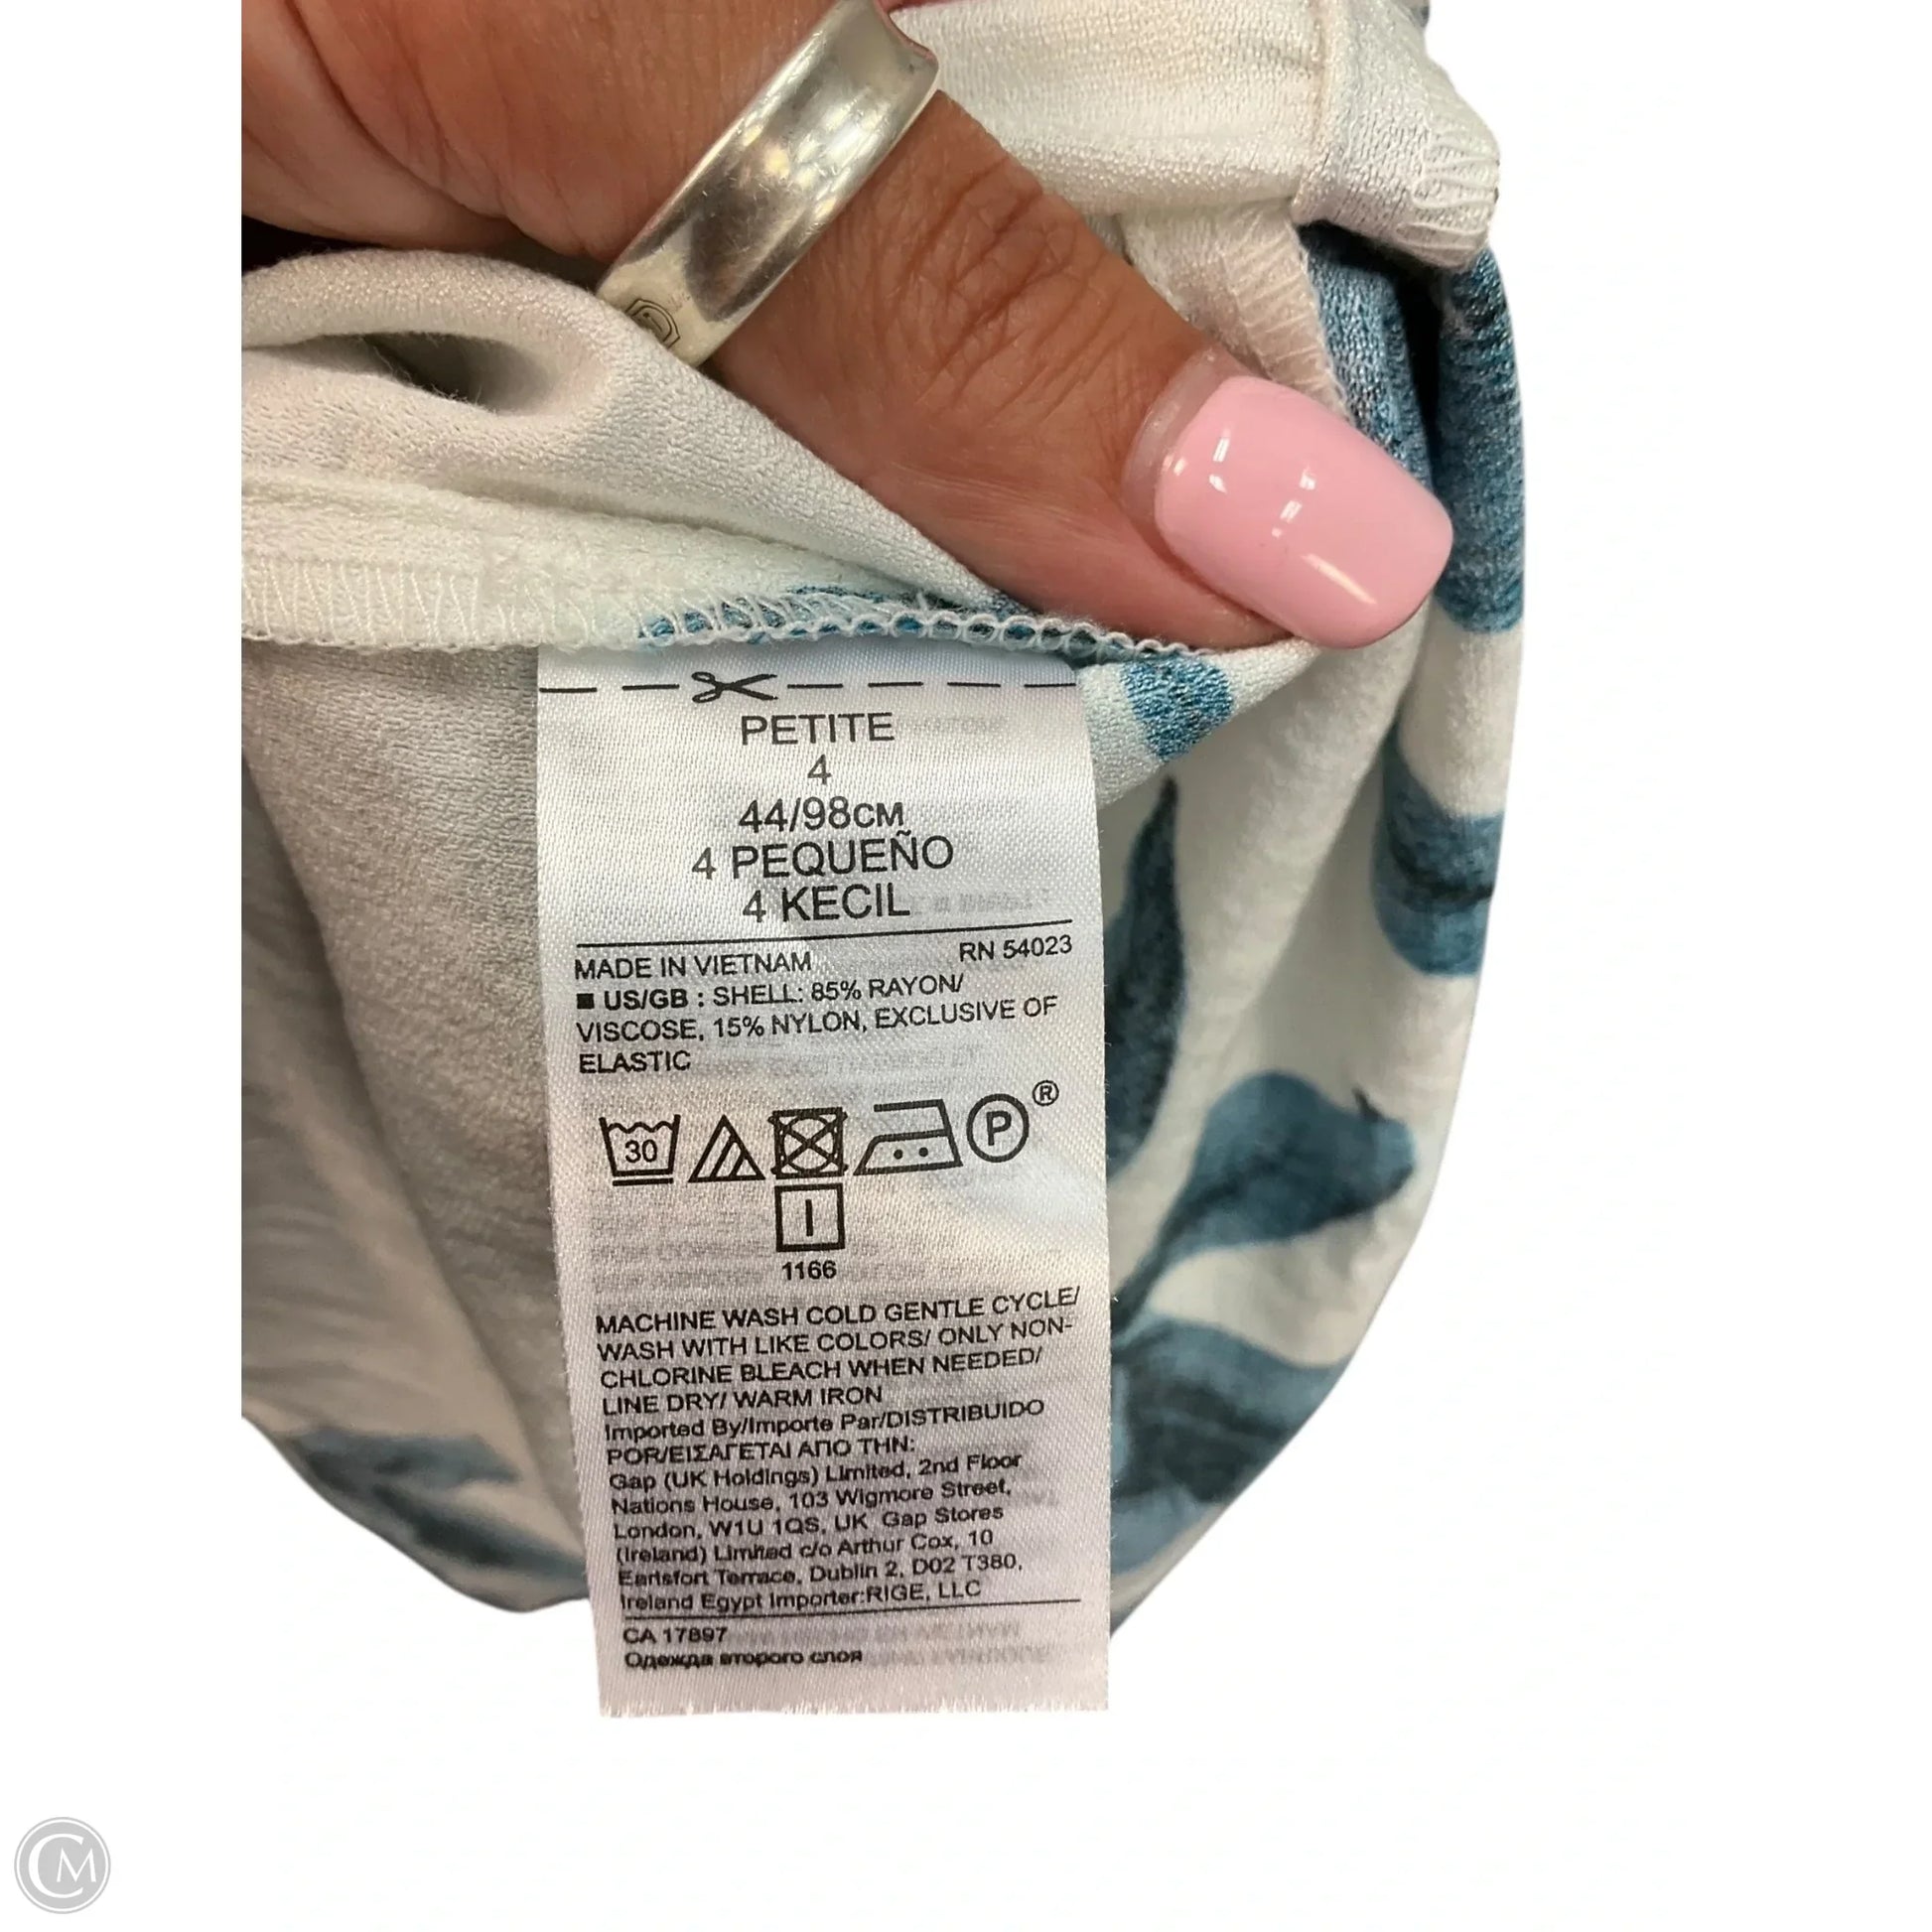 PETITE
4
44/98CM
4 PEQUEÑO
4 KECIL
MADE IN VIETNAM RN 54023
■ US/GB : SHELL: 85% RAYON/
VISCOSE, 15% NYLON, EXCLUSIVE OF
ELASTIC
30 P®
1166
MACHINE WASH COLD GENTLE CYCLE/
WASH WITH LIKE COLORS/ ONLY NON-
CHLORINE BLEACH WHEN NEEDED/
LINE DRY/ WARM IRON
Imported By/Importe Par/DISTRIBUIDO
POR/ΕΙΣΑΓΕΤΑΙ ΑΠΟ ΤΗΝ:
Gap (UK Holdings) Limited, 2nd Floor
Nations House, 103 Wigmore Street,
London, W1U 1QS, UK Gap Stores
(Ireland) Limited c/o Arthur Cox, 10
Earlsfort Terrace, Dublin 2, D02 T380,
Ireland Egypt Importer:RIGE, LLC
CA 17897
Одежда второго слоя
CM